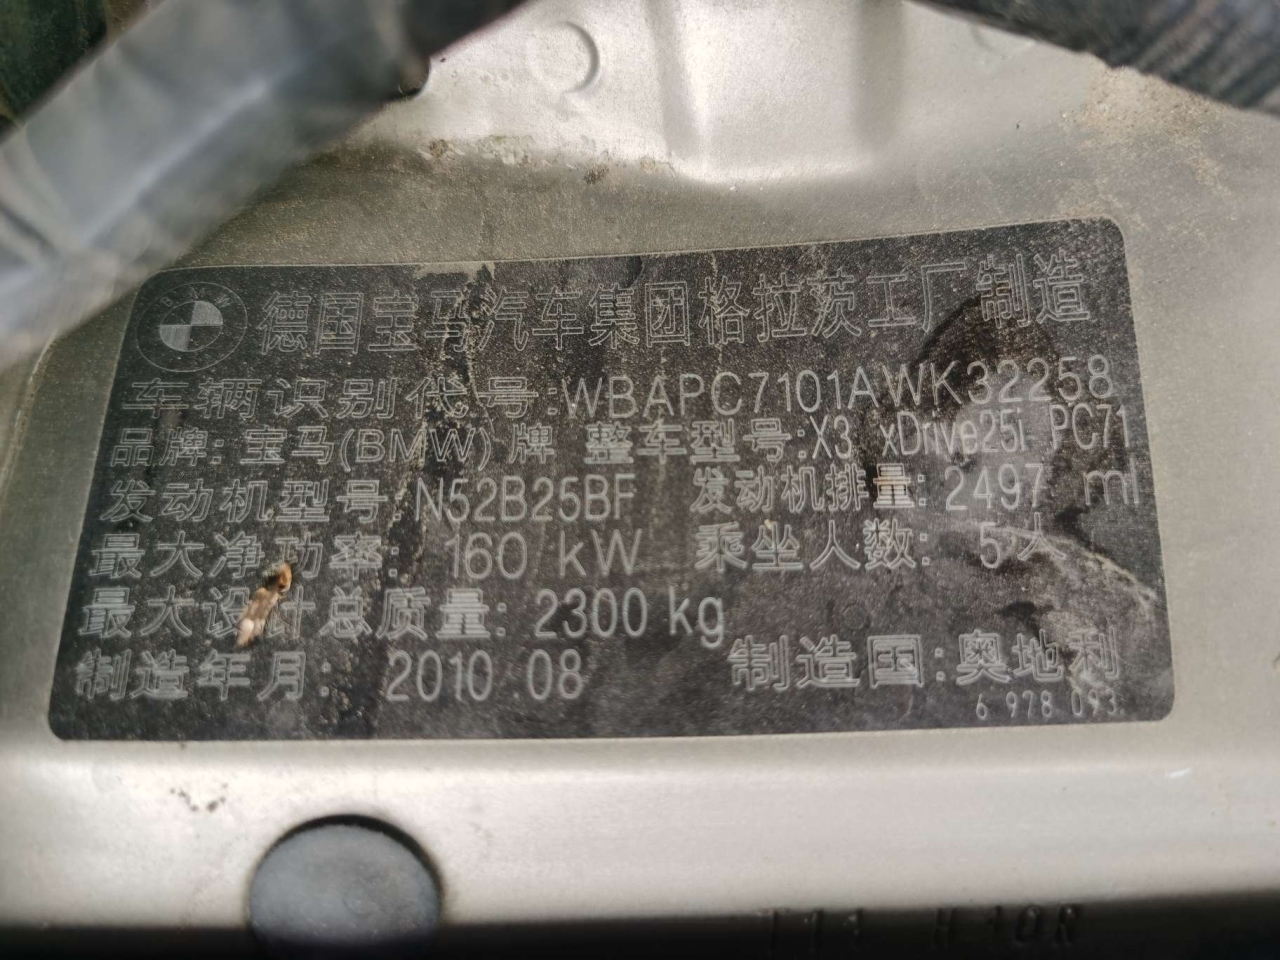 德国宝马汽车集团格拉茨工厂制造
车辆识别代号:WBAPC7101AWK32258
品牌:宝马(BMW)牌 整车型号:X3 xDrive25i PC71
发动机型号 N52B25BF 发动机排量:2497 ml
最大净功率: 160 kW 乘坐人数: 5人
最大设计总质量: 2300 kg
制造年月: 2010.08 制造国:奥地利
6 978 093